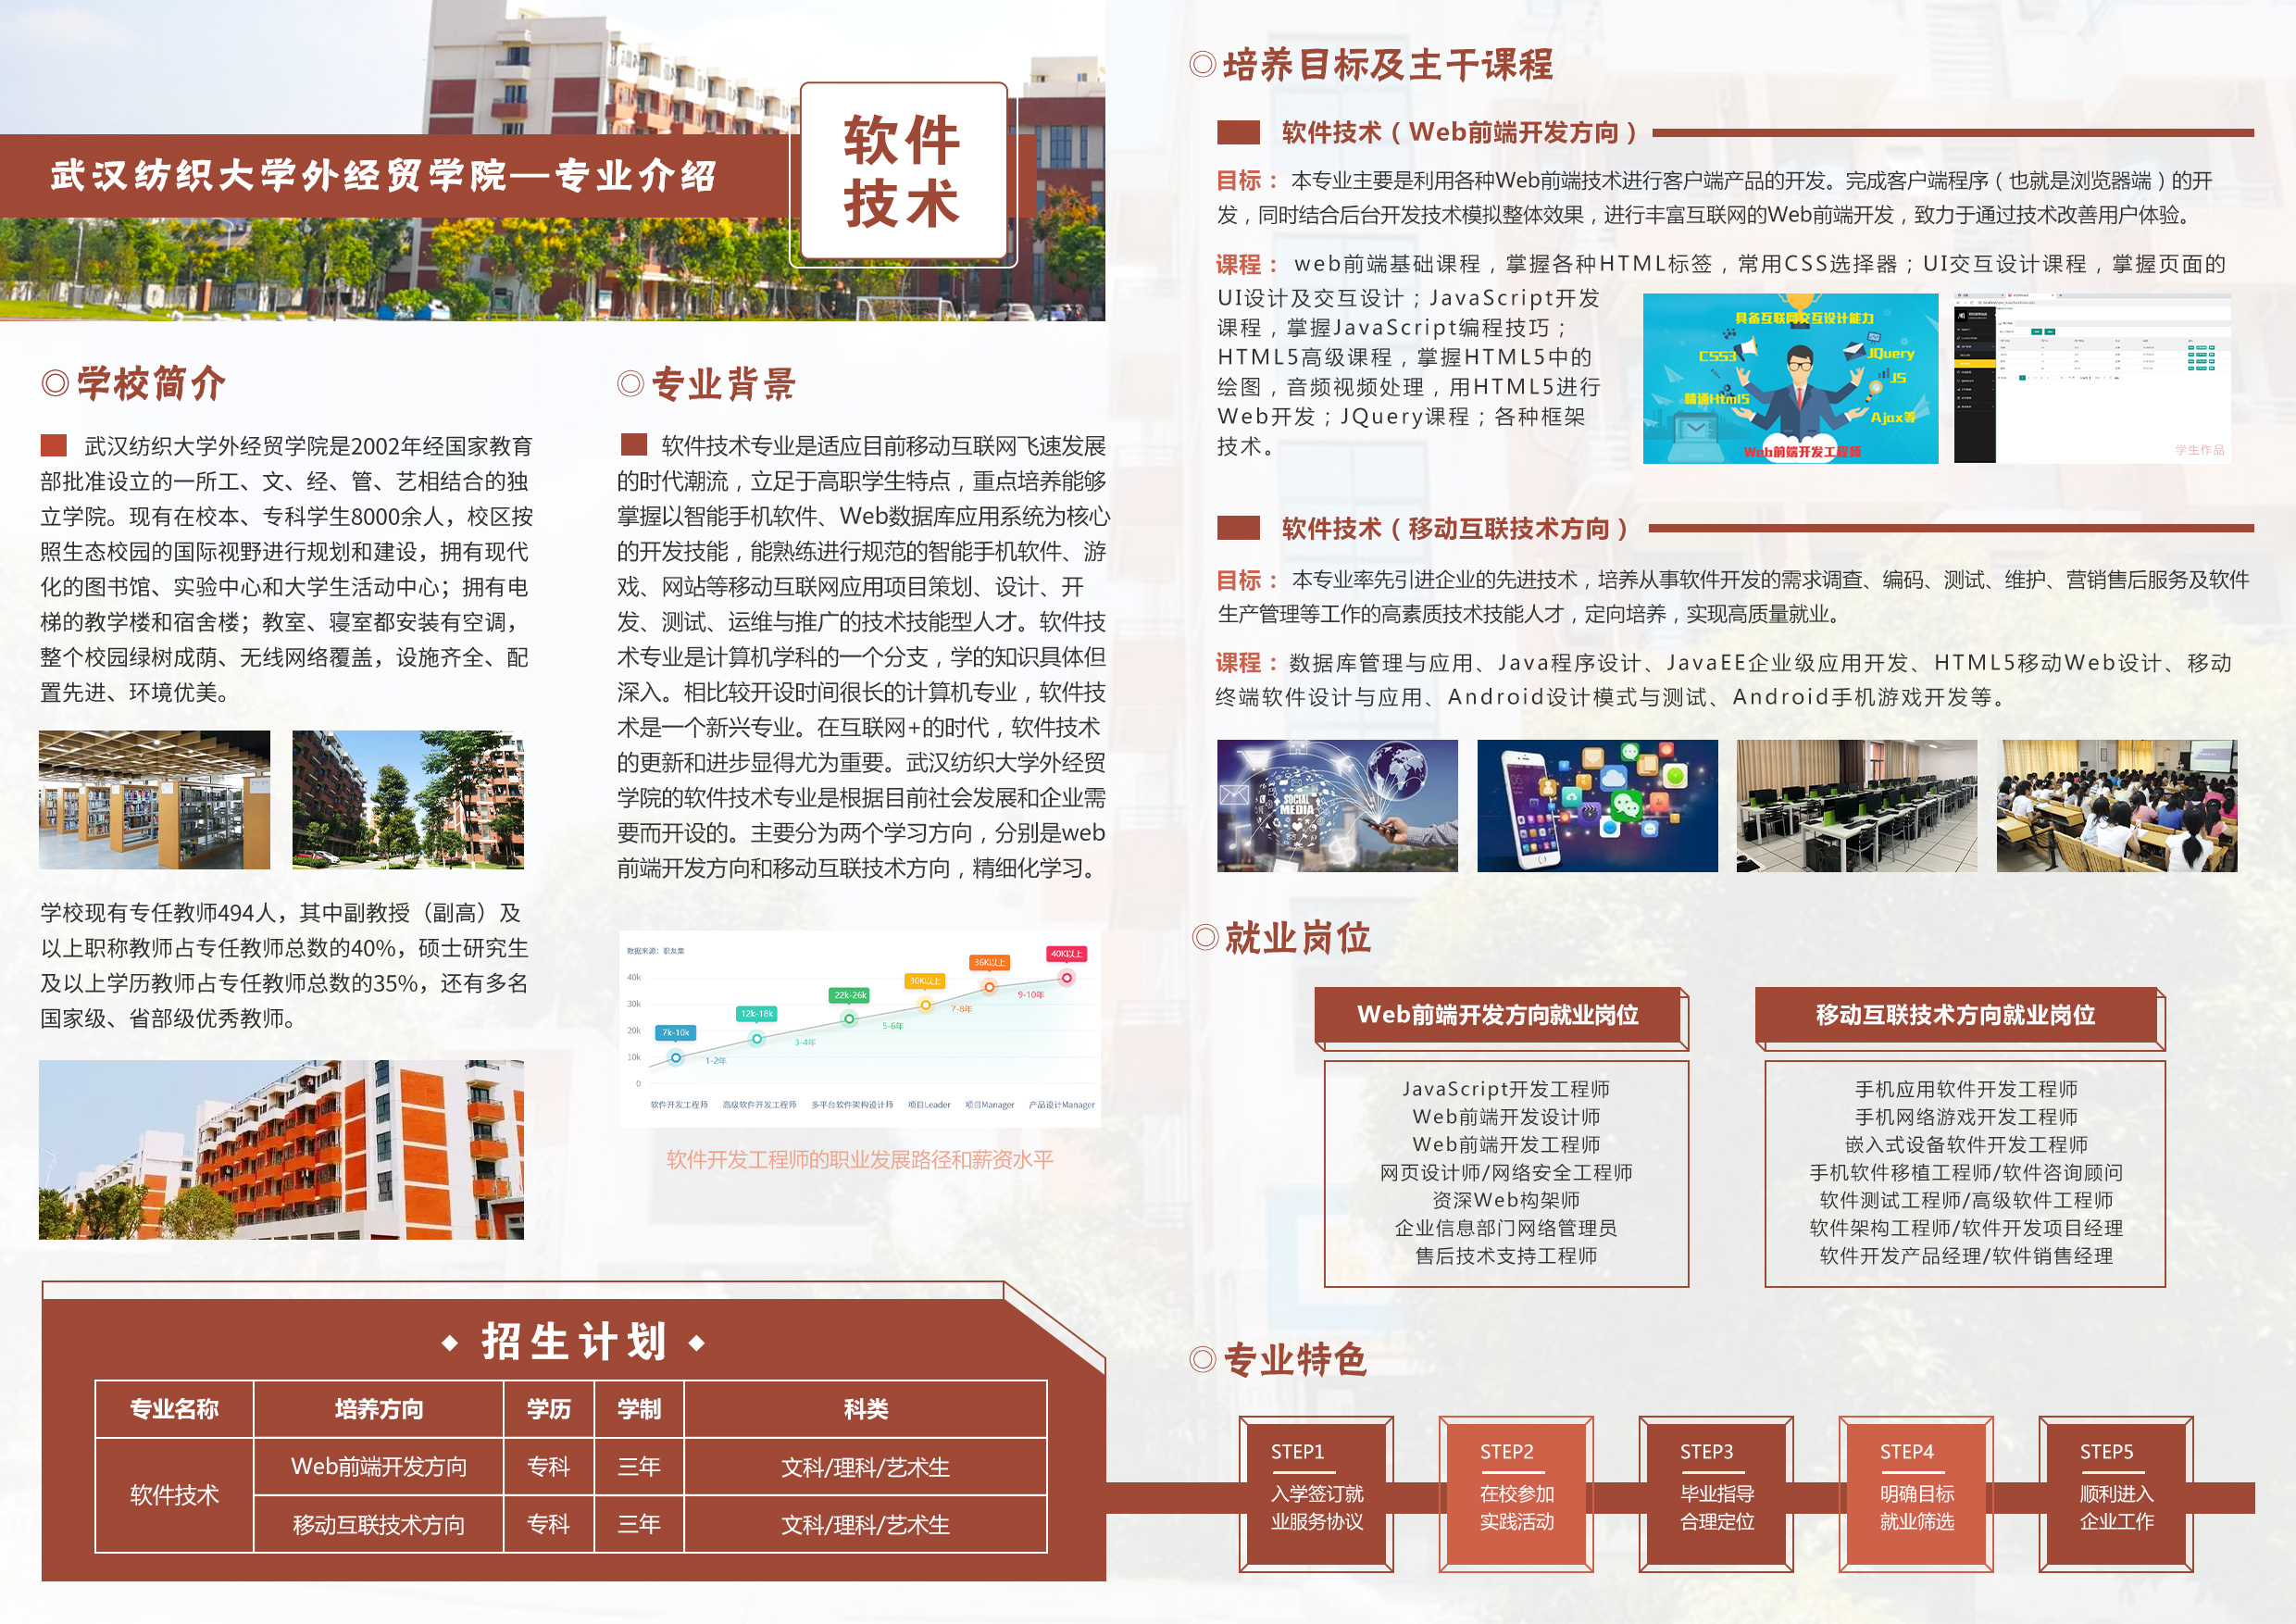 武汉纺织大学外经贸学院—专业介绍
软件
技术
◎学校简介
武汉纺织大学外经贸学院是2002年经国家教育
部批准设立的一所工、文、经、管、艺相结合的独
立学院。现有在校本、专科学生8000余人，校区按
照生态校园的国际视野进行规划和建设，拥有现代
化的图书馆、实验中心和大学生活动中心；拥有电
梯的教学楼和宿舍楼；教室、寝室都安装有空调，
整个校园绿树成荫、无线网络覆盖，设施齐全、配
置先进、环境优美。
学校现有专任教师494人，其中副教授（副高）及
以上职称教师占专任教师总数的40%，硕士研究生
及以上学历教师占专任教师总数的35%，还有多名
国家级、省部级优秀教师。
◎专业背景
软件技术专业是适应目前移动互联网飞速发展
的时代潮流，立足于高职学生特点，重点培养能够
掌握以智能手机软件、Web数据库应用系统为核心
的开发技能，能熟练进行规范的智能手机软件、游
戏、网站等移动互联网应用项目策划、设计、开
发、测试、运维与推广的技术技能型人才。软件技
术专业是计算机学科的一个分支，学的知识具体但
深入。相比较开设时间很长的计算机专业，软件技
术是一个新兴专业。在互联网+的时代，软件技术
的更新和进步显得尤为重要。武汉纺织大学外经贸
学院的软件技术专业是根据目前社会发展和企业需
要而开设的。主要分为两个学习方向，分别是web
前端开发方向和移动互联技术方向，精细化学习。
数据来源：职友集
40k
30k
20k
10k
0
7k-10k
12k-18k
22k-26k
30K以上
36K以上
40K以上
1-2年
3-4年
5-6年
7-8年
9-10年
软件开发工程师 高级软件开发工程师 多平台软件架构设计师 项目Leader 项目Manager 产品设计Manager
软件开发工程师的职业发展路径和薪资水平
◆ 招生计划 ◆
专业名称 培养方向 学历 学制 科类
软件技术 Web前端开发方向 专科 三年 文科/理科/艺术生
移动互联技术方向 专科 三年 文科/理科/艺术生
◎培养目标及主干课程
软件技术（Web前端开发方向）
目标： 本专业主要是利用各种Web前端技术进行客户端产品的开发。完成客户端程序（也就是浏览器端）的开
发，同时结合后台开发技术模拟整体效果，进行丰富互联网的Web前端开发，致力于通过技术改善用户体验。
课程： web前端基础课程，掌握各种HTML标签，常用CSS选择器；UI交互设计课程，掌握页面的
UI设计及交互设计；JavaScript开发
课程，掌握JavaScript编程技巧；
HTML5高级课程，掌握HTML5中的
绘图，音频视频处理，用HTML5进行
Web开发；JQuery课程；各种框架
技术。
具备互联网交互设计能力
CSS3
JQuery
JS
精通Html5
Ajax等
Web前端开发工程师
学生作品
软件技术（移动互联技术方向）
目标： 本专业率先引进企业的先进技术，培养从事软件开发的需求调查、编码、测试、维护、营销售后服务及软件
生产管理等工作的高素质技术技能人才，定向培养，实现高质量就业。
课程：数据库管理与应用、Java程序设计、JavaEE企业级应用开发、HTML5移动Web设计、移动
终端软件设计与应用、Android设计模式与测试、Android手机游戏开发等。
SOCIAL
MEDIA
◎就业岗位
Web前端开发方向就业岗位
JavaScript开发工程师
Web前端开发设计师
Web前端开发工程师
网页设计师/网络安全工程师
资深Web构架师
企业信息部门网络管理员
售后技术支持工程师
移动互联技术方向就业岗位
手机应用软件开发工程师
手机网络游戏开发工程师
嵌入式设备软件开发工程师
手机软件移植工程师/软件咨询顾问
软件测试工程师/高级软件工程师
软件架构工程师/软件开发项目经理
软件开发产品经理/软件销售经理
◎专业特色
STEP1
入学签订就
业服务协议
STEP2
在校参加
实践活动
STEP3
毕业指导
合理定位
STEP4
明确目标
就业筛选
STEP5
顺利进入
企业工作